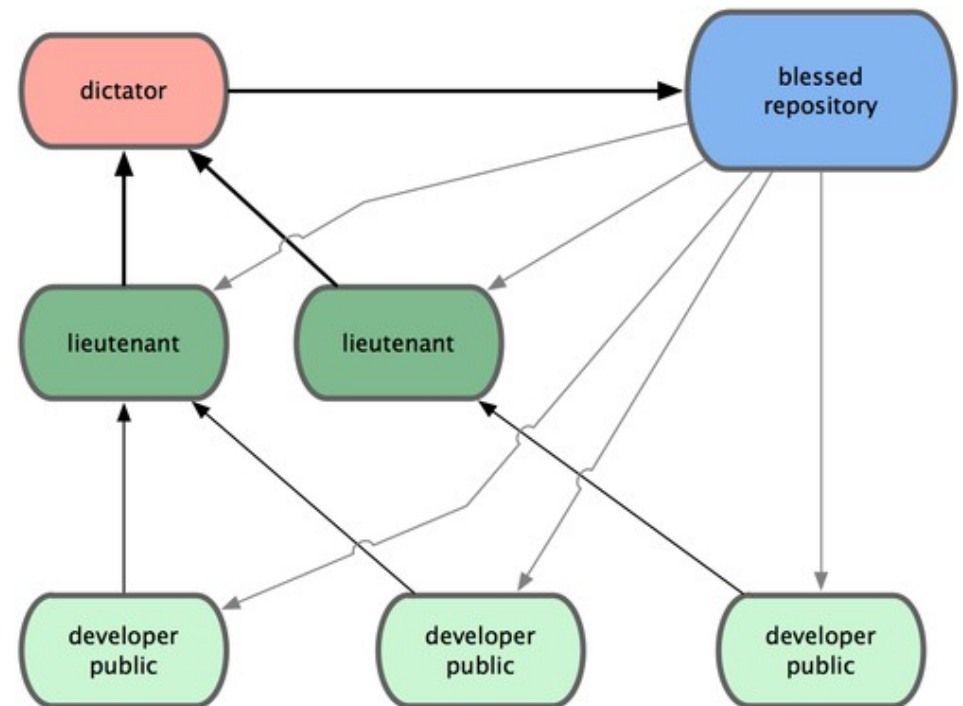 dictator
blessed
repository
lieutenant
lieutenant
developer
public
developer
public
developer
public